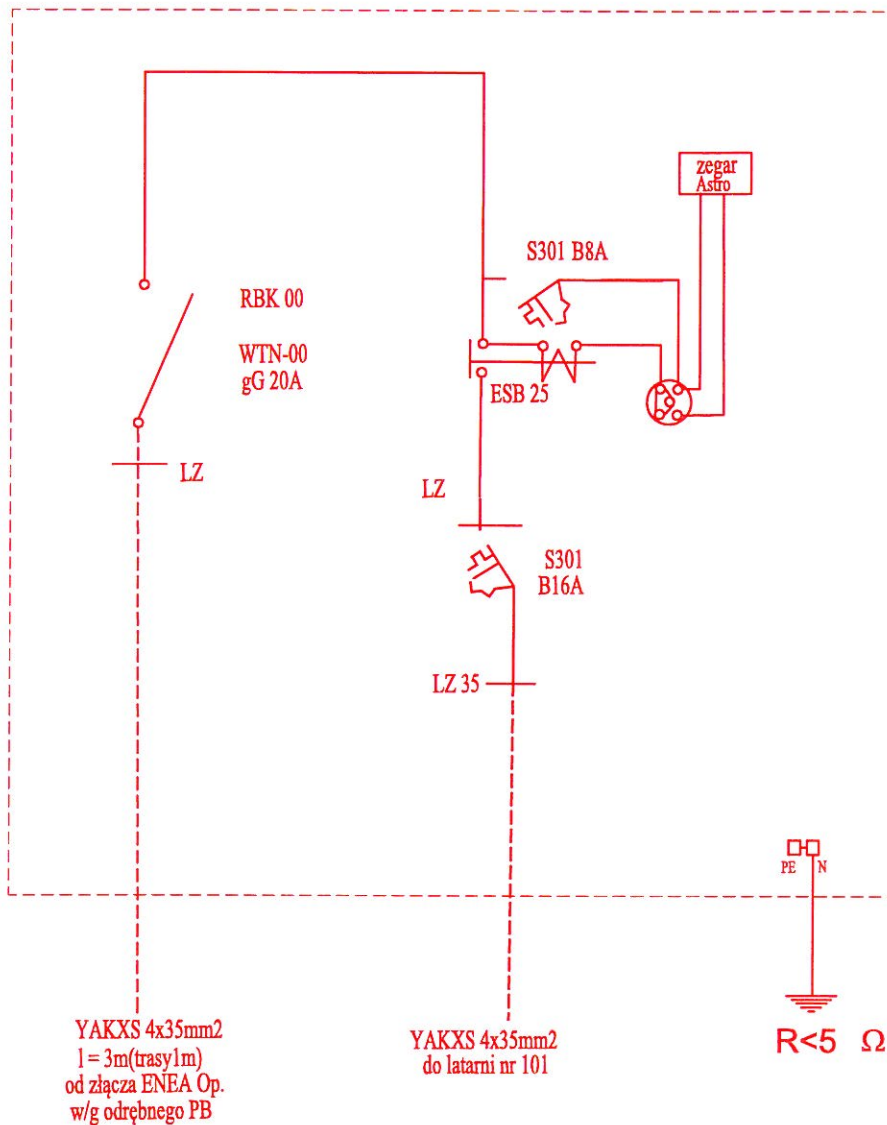 zegar
Astro
S301 B8A
RBK 00
WTN-00
gG 20A
ESB 25
LZ
LZ
S301
B16A
LZ 35
PE N
YAKXS 4x35mm2
l = 3m(trasy1m)
od złącza ENEA Op.
w/g odrębnego PB
YAKXS 4x35mm2
do latarni nr 101
R<5 Ω